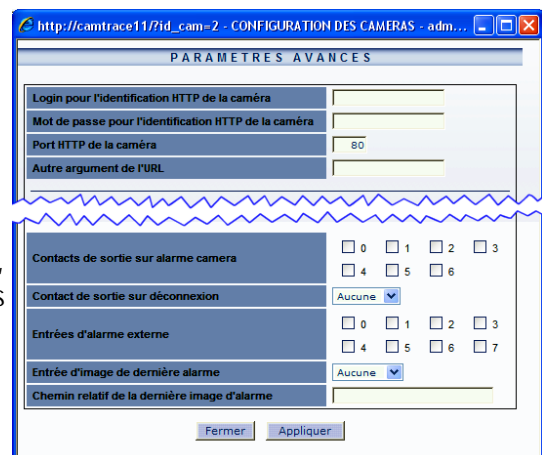 http://camtrace11/?id_cam=2 - CONFIGURATION DES CAMERAS - adm...
PARAMETRES AVANCES
Login pour l'identification HTTP de la caméra
Mot de passe pour l'identification HTTP de la caméra
Port HTTP de la caméra 80
Autre argument de l'URL
Contacts de sortie sur alarme camera 0 1 2 3
4 5 6
Contact de sortie sur déconnexion Aucune
Entrées d'alarme externe 0 1 2 3
4 5 6 7
Entrée d'image de dernière alarme Aucune
Chemin relatif de la dernière image d'alarme
Fermer Appliquer